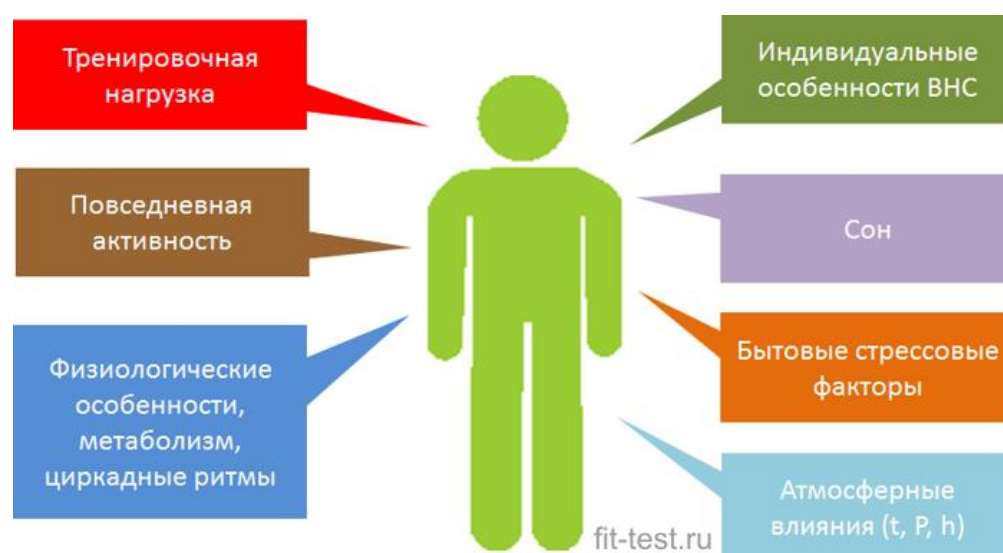 Тренировочная
нагрузка
Повседневная
активность
Физиологические
особенности,
метаболизм,
циркадные ритмы
Индивидуальные
особенности ВНС
Сон
Бытовые стрессовые
факторы
Атмосферные
влияния (t, P, h)
fit-test.ru